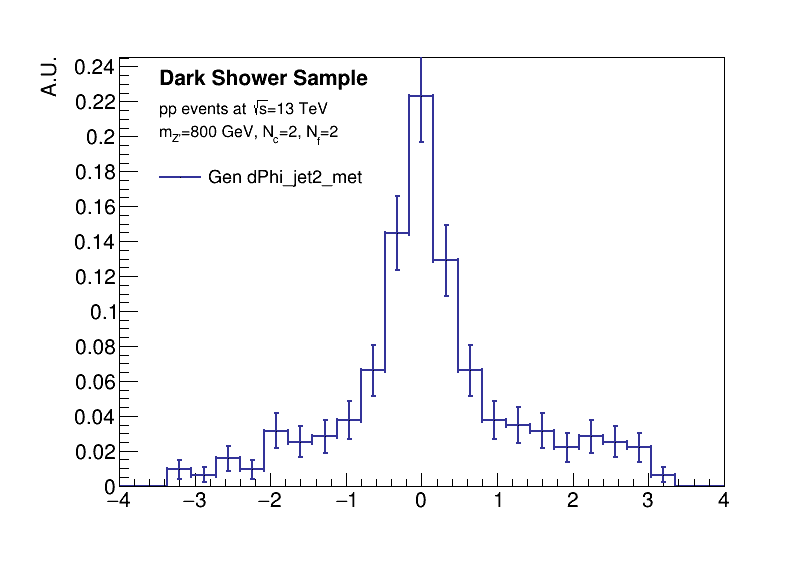 A.U.
Dark Shower Sample
pp events at √s=13 TeV
m_Z'=800 GeV, N_c=2, N_f=2
Gen dPhi_jet2_met
0.24
0.22
0.2
0.18
0.16
0.14
0.12
0.1
0.08
0.06
0.04
0.02
0
−4 −3 −2 −1 0 1 2 3 4